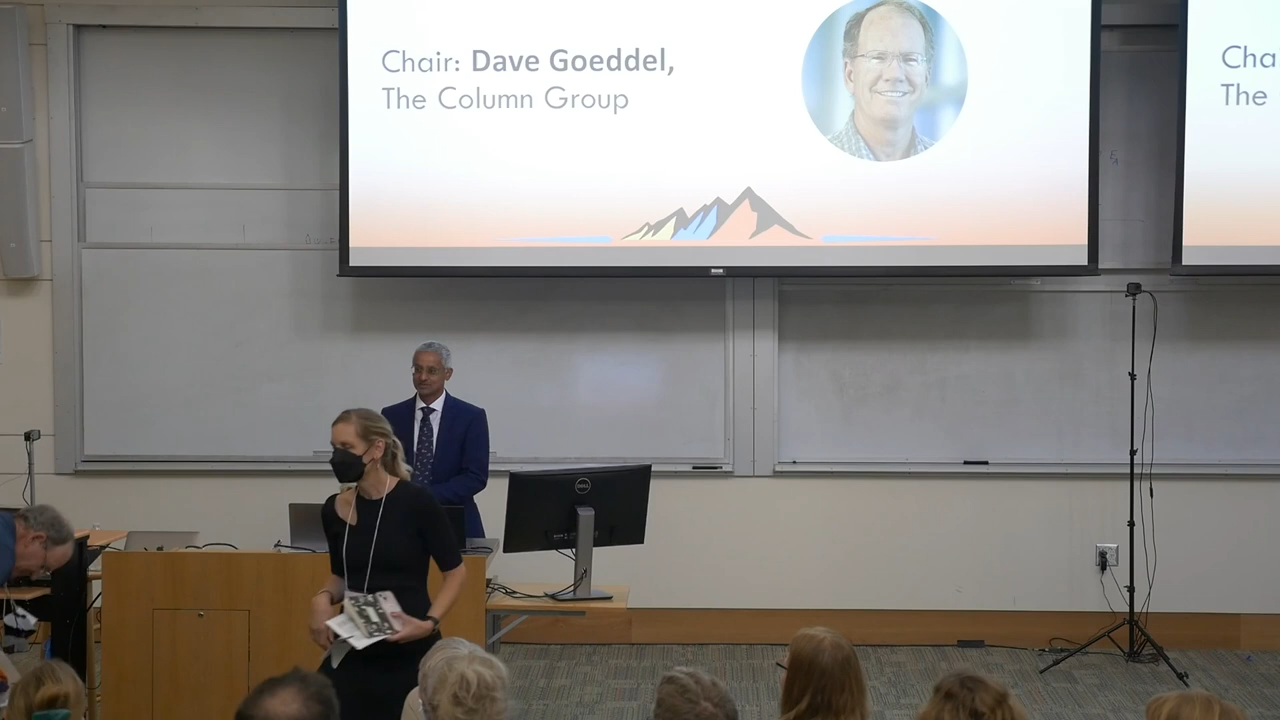 Chair: Dave Goeddel,
The Column Group
Cha
The
DELL